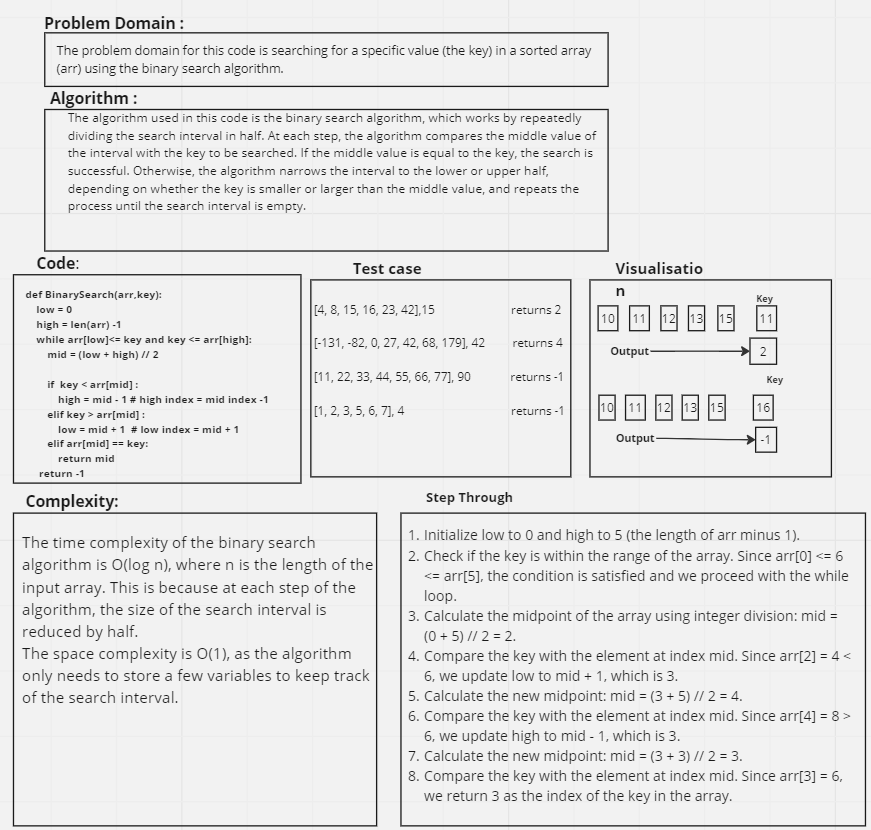 Problem Domain :
The problem domain for this code is searching for a specific value (the key) in a sorted array
(arr) using the binary search algorithm.
Algorithm :
The algorithm used in this code is the binary search algorithm, which works by repeatedly
dividing the search interval in half. At each step, the algorithm compares the middle value of
the interval with the key to be searched. If the middle value is equal to the key, the search is
successful. Otherwise, the algorithm narrows the interval to the lower or upper half,
depending on whether the key is smaller or larger than the middle value, and repeats the
process until the search interval is empty.
Code:
def BinarySearch(arr,key):
low = 0
high = len(arr) -1
while arr[low]<= key and key <= arr[high]:
mid = (low + high) // 2
if key < arr[mid] :
high = mid - 1 # high index = mid index -1
elif key > arr[mid] :
low = mid + 1 # low index = mid + 1
elif arr[mid] == key:
return mid
return -1
Test case
[4, 8, 15, 16, 23, 42],15 returns 2
[-131, -82, 0, 27, 42, 68, 179], 42 returns 4
[11, 22, 33, 44, 55, 66, 77], 90 returns -1
[1, 2, 3, 5, 6, 7], 4 returns -1
Visualisatio
n
Key
10 11 12 13 15 11
Output 2
Key
10 11 12 13 15 16
Output -1
Complexity:
The time complexity of the binary search
algorithm is O(log n), where n is the length of the
input array. This is because at each step of the
algorithm, the size of the search interval is
reduced by half.
The space complexity is O(1), as the algorithm
only needs to store a few variables to keep track
of the search interval.
Step Through
1. Initialize low to 0 and high to 5 (the length of arr minus 1).
2. Check if the key is within the range of the array. Since arr[0] <= 6
<= arr[5], the condition is satisfied and we proceed with the while
loop.
3. Calculate the midpoint of the array using integer division: mid =
(0 + 5) // 2 = 2.
4. Compare the key with the element at index mid. Since arr[2] = 4 <
6, we update low to mid + 1, which is 3.
5. Calculate the new midpoint: mid = (3 + 5) // 2 = 4.
6. Compare the key with the element at index mid. Since arr[4] = 8 >
6, we update high to mid - 1, which is 3.
7. Calculate the new midpoint: mid = (3 + 3) // 2 = 3.
8. Compare the key with the element at index mid. Since arr[3] = 6,
we return 3 as the index of the key in the array.